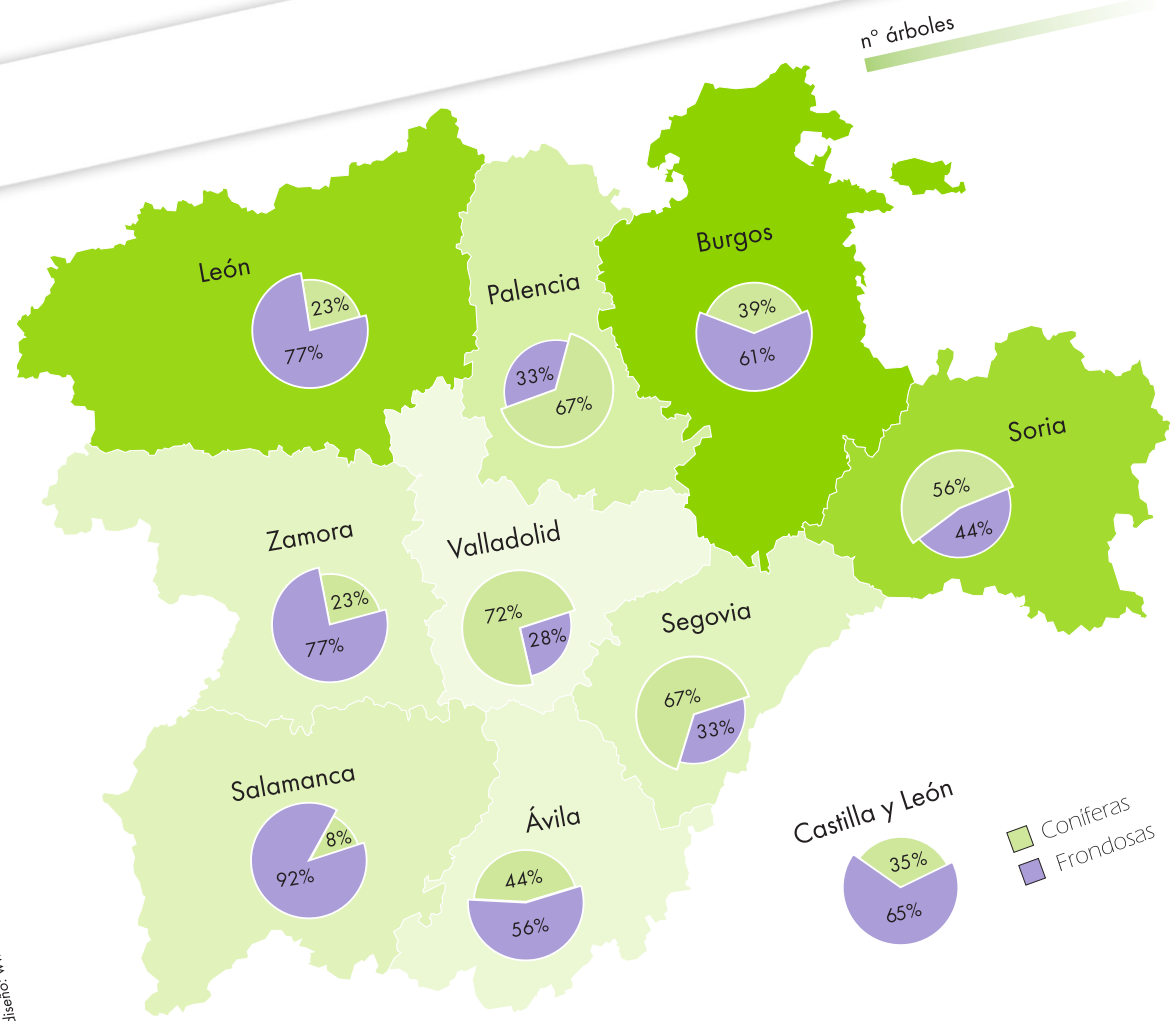 nº árboles
León
23%
77%
Palencia
33%
67%
Burgos
39%
61%
Soria
56%
44%
Zamora
23%
77%
Valladolid
72%
28%
Segovia
67%
33%
Salamanca
8%
92%
Ávila
44%
56%
Castilla y León
35%
65%
Coníferas
Frondosas